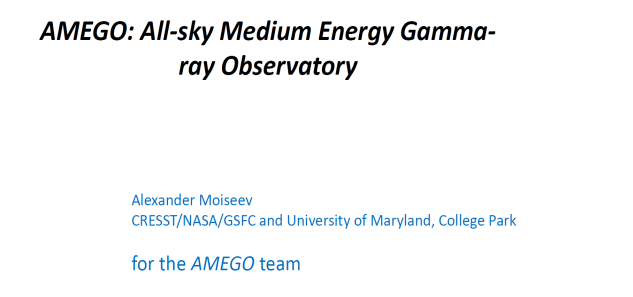 AMEGO: All-sky Medium Energy Gamma-
ray Observatory
Alexander Moiseev
CRESST/NASA/GSFC and University of Maryland, College Park
for the AMEGO team